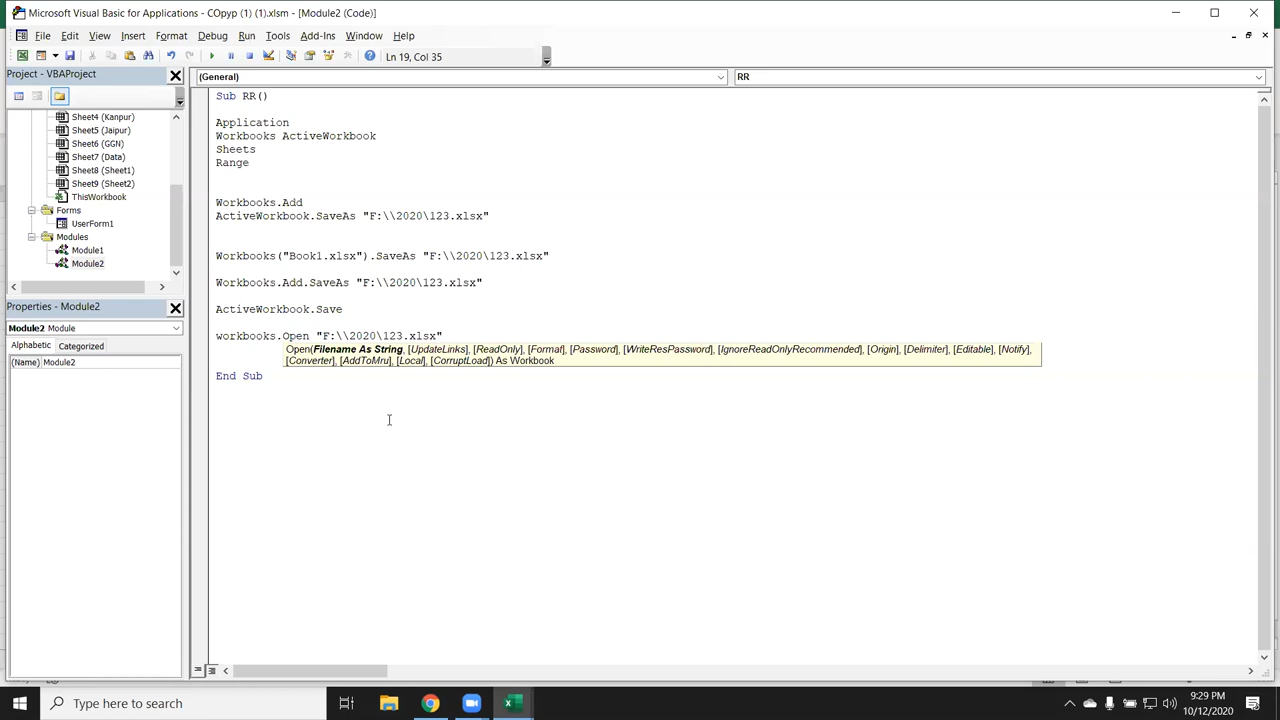 Microsoft Visual Basic for Applications - COpyp (1) (1).xlsm - [Module2 (Code)]
File Edit View Insert Format Debug Run Tools Add-Ins Window Help
Ln 19, Col 35
Project - VBAProject
(General)
RR
Sheet4 (Kanpur)
Sheet5 (Jaipur)
Sheet6 (GGN)
Sheet7 (Data)
Sheet8 (Sheet1)
Sheet9 (Sheet2)
ThisWorkbook
Forms
UserForm1
Modules
Module1
Module2
Properties - Module2
Module2 Module
Alphabetic Categorized
(Name) Module2
Sub RR()
Application
Workbooks ActiveWorkbook
Sheets
Range
Workbooks.Add
ActiveWorkbook.SaveAs "F:\\2020\123.xlsx"
Workbooks("Book1.xlsx").SaveAs "F:\\2020\123.xlsx"
Workbooks.Add.SaveAs "F:\\2020\123.xlsx"
ActiveWorkbook.Save
workbooks.Open "F:\\2020\123.xlsx"
Open(Filename As String, [UpdateLinks], [ReadOnly], [Format], [Password], [WriteResPassword], [IgnoreReadOnlyRecommended], [Origin], [Delimiter], [Editable], [Notify],
[Converter], [AddToMru], [Local], [CorruptLoad]) As Workbook
End Sub
Type here to search
9:29 PM
10/12/2020